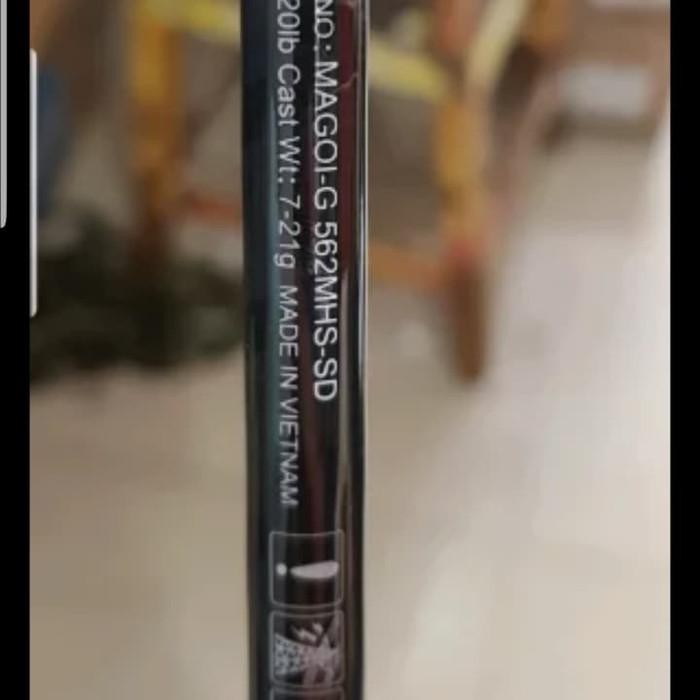 NO.: MAGOI-G 562MHS-SD
20lb Cast Wt: 7-21g MADE IN VIETNAM